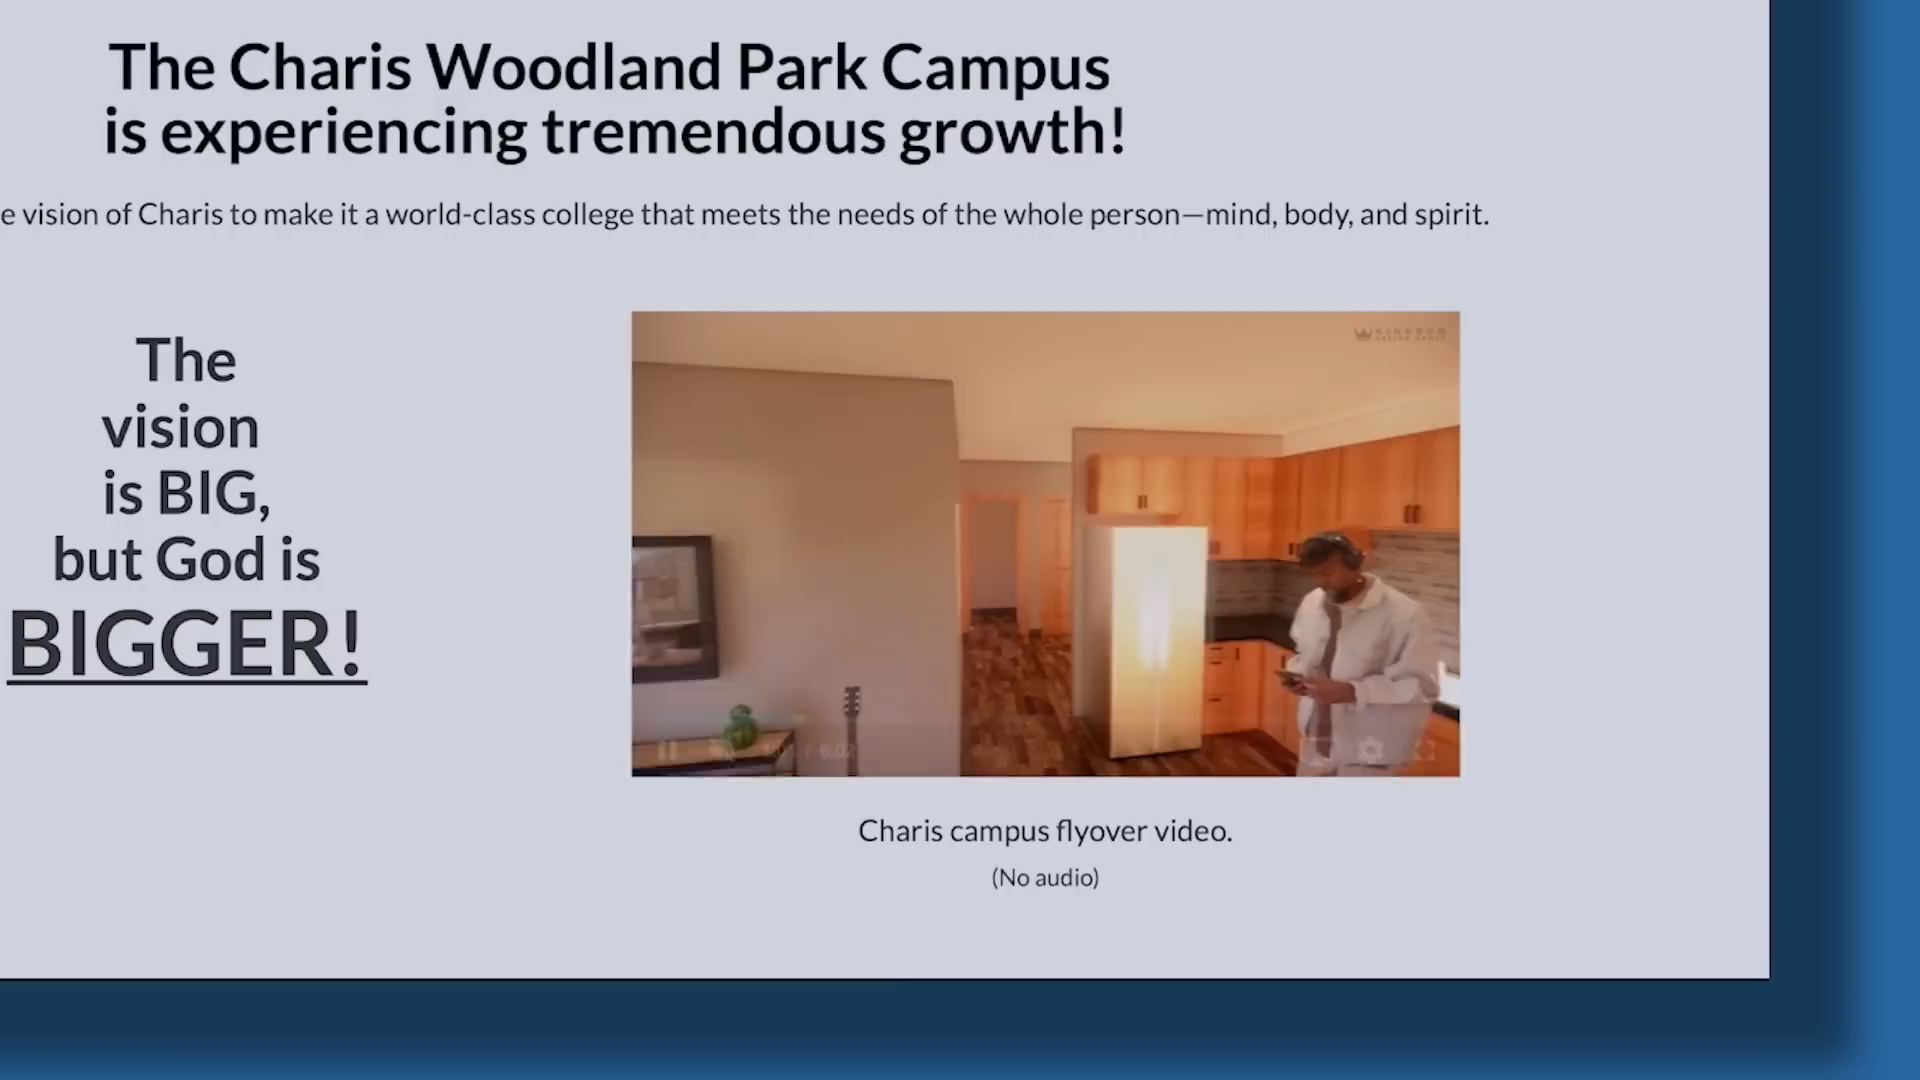 The Charis Woodland Park Campus
is experiencing tremendous growth!
e vision of Charis to make it a world-class college that meets the needs of the whole person—mind, body, and spirit.
The
vision
is BIG,
but God is
BIGGER!
KINGDOM
Charis campus flyover video.
(No audio)